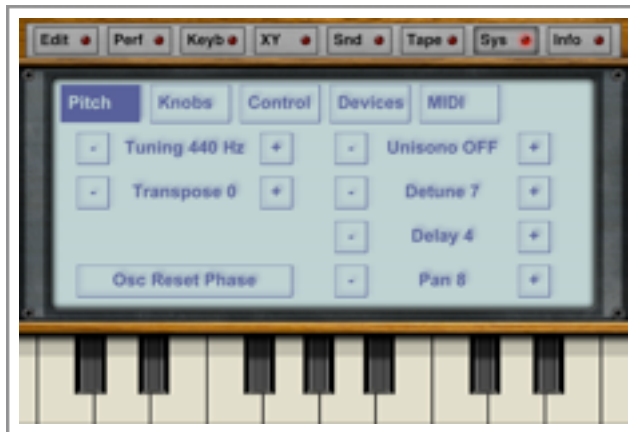 Edit Perf Keyb XY Snd Tape Sys Info
Pitch Knobs Control Devices MIDI
- Tuning 440 Hz + - Unisono OFF +
- Transpose 0 + - Detune 7 +
- Delay 4 +
Osc Reset Phase - Pan 8 +